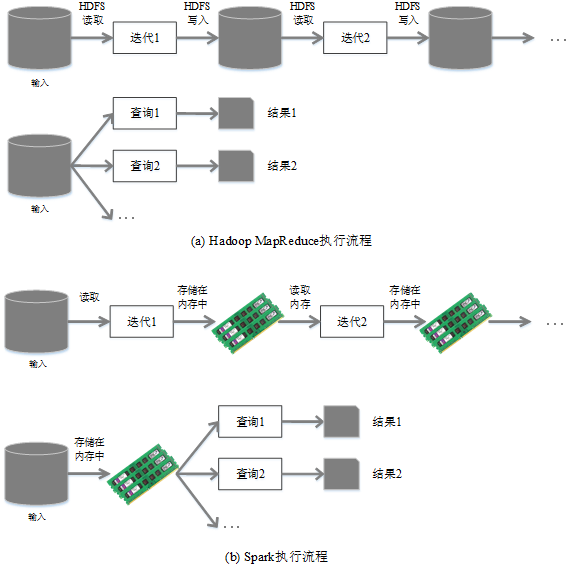 HDFS
读取
HDFS
写入
HDFS
读取
HDFS
写入
迭代1
迭代2
...
输入
查询1
结果1
查询2
结果2
输入
...
(a) Hadoop MapReduce执行流程
读取
存储在
内存中
读取
内存
存储在
内存中
迭代1
迭代2
...
输入
存储在
内存中
查询1
结果1
查询2
结果2
输入
...
(b) Spark执行流程